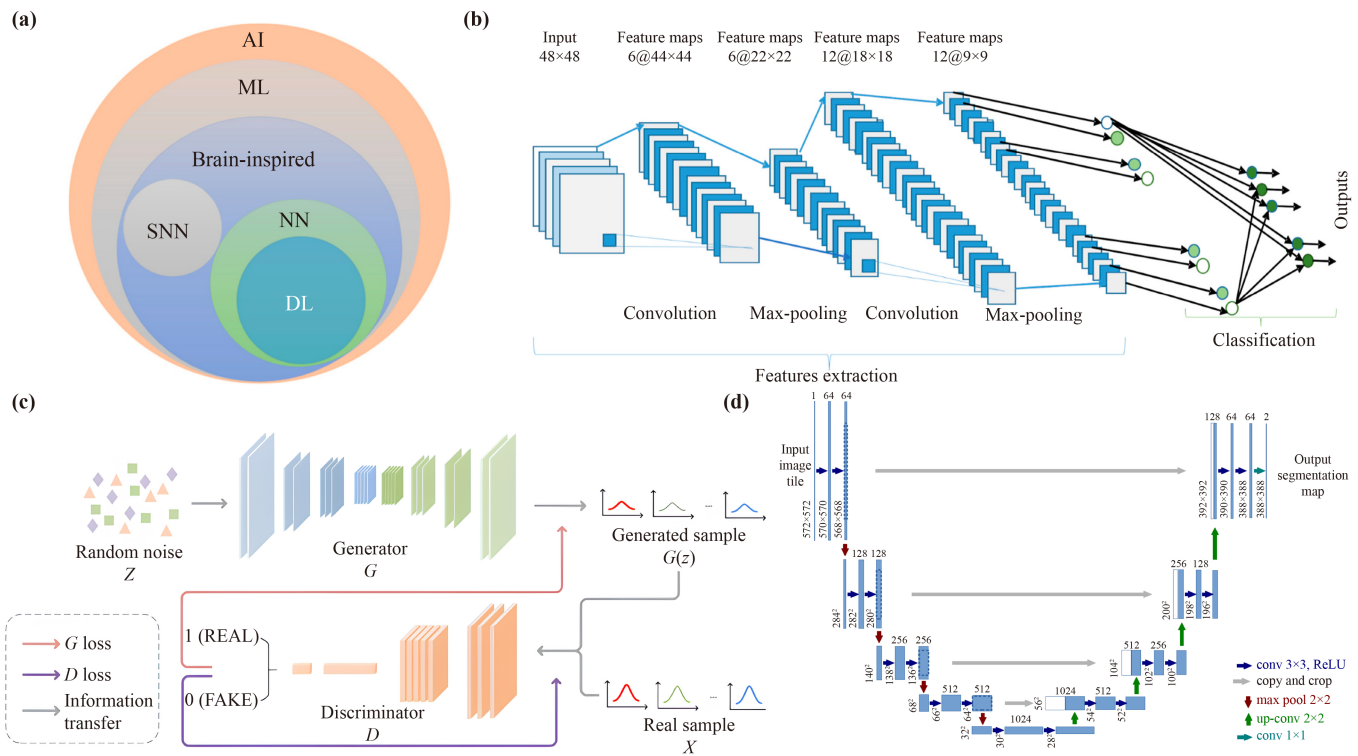 (a)
AI
ML
Brain-inspired
SNN
NN
DL
(b)
Input
48×48
Feature maps
6@44×44
Feature maps
6@22×22
Feature maps
12@18×18
Feature maps
12@9×9
Convolution
Max-pooling
Convolution
Max-pooling
Features extraction
Classification
Outputs
(c)
Random noise
Z
Generator
G
...
Generated sample
G(z)
G loss
D loss
Information
transfer
1 (REAL)
0 (FAKE)
Discriminator
D
...
Real sample
X
(d)
1 64 64
Input
image
tile
572×572
570×570
568×568
128 128
284²
282²
280²
256 256
140²
138²
136²
512 512
68²
66²
64²
1024
32²
30²
28²
1024 512
56²
54²
52²
512 256
104²
102²
100²
256 128
200²
198²
196²
128 64 64 2
392×392
390×390
388×388
388×388
Output
segmentation
map
conv 3×3, ReLU
copy and crop
max pool 2×2
up-conv 2×2
conv 1×1